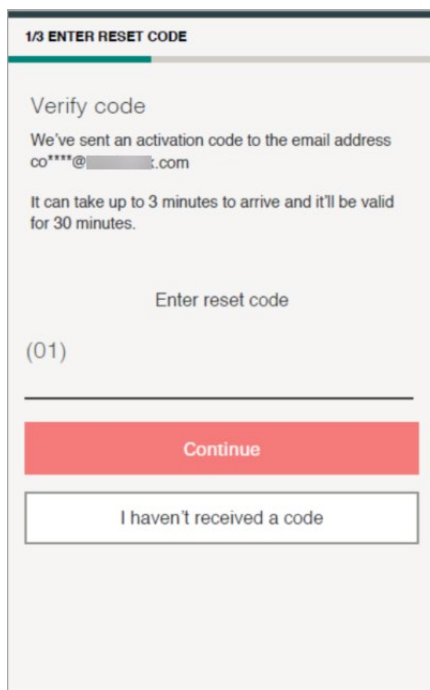 1/3 ENTER RESET CODE
Verify code
We've sent an activation code to the email address
co****@ .com
It can take up to 3 minutes to arrive and it'll be valid
for 30 minutes.
Enter reset code
(01)
Continue
I haven't received a code